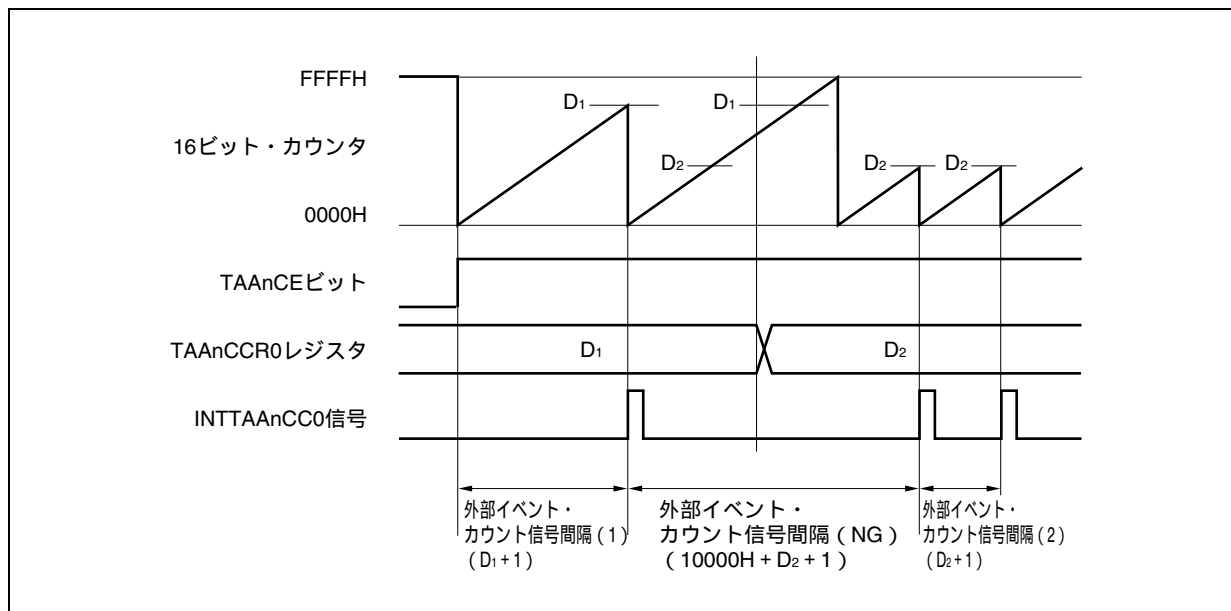 FFFFH
D1
D1
16ビット・カウンタ
D2
D2
D2
0000H
TAAnCEビット
TAAnCCR0レジスタ
D1
D2
INTTAAnCC0信号
外部イベント・
カウント信号間隔(1)
(D1+1)
外部イベント・
カウント信号間隔(NG)
(10000H+D2+1)
外部イベント・
カウント信号間隔(2)
(D2+1)